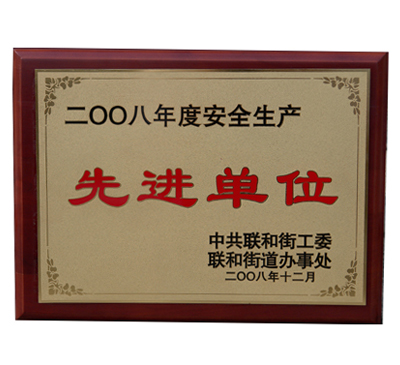 二〇〇八年度安全生产
先进单位
中共联和街工委
联和街道办事处
二〇〇八年十二月